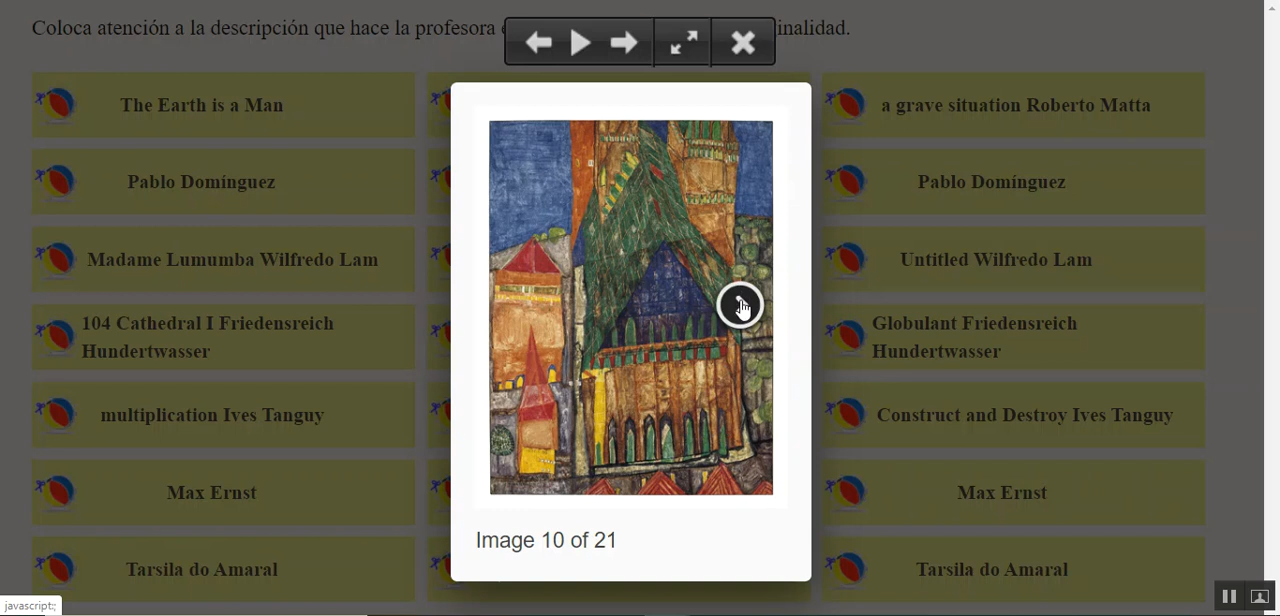 Coloca atención a la descripción que hace la profesora
inalidad.
The Earth is a Man
a grave situation Roberto Matta
Pablo Domínguez
Pablo Domínguez
Madame Lumumba Wilfredo Lam
Untitled Wilfredo Lam
104 Cathedral I Friedensreich
Hundertwasser
Globulant Friedensreich
Hundertwasser
multiplication Ives Tanguy
Construct and Destroy Ives Tanguy
Max Ernst
Max Ernst
Tarsila do Amaral
Tarsila do Amaral
Image 10 of 21
javascript:;